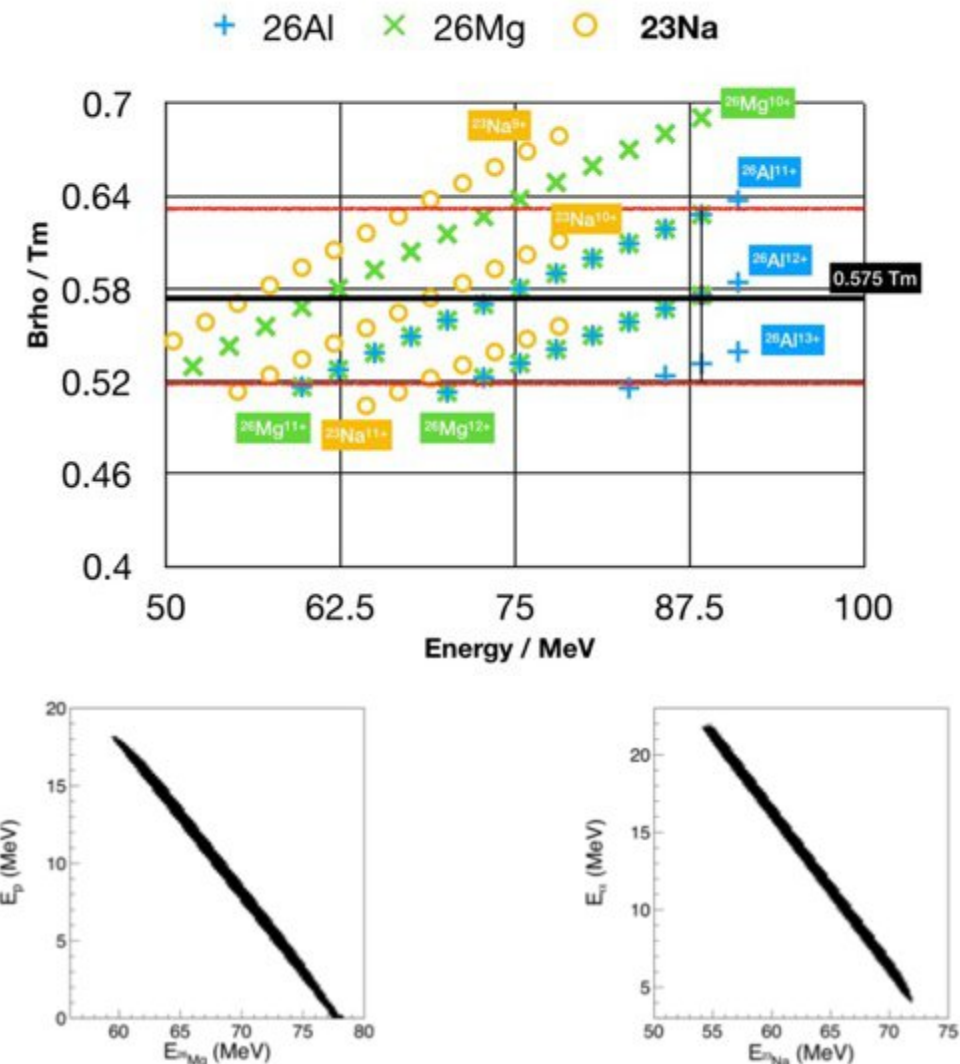 26Al 26Mg 23Na
0.7
0.64
0.58
0.52
0.46
0.4
Brho / Tm
26Mg10+
23Na9+
26Al11+
23Na10+
26Al12+
0.575 Tm
26Al13+
26Mg11+
23Na11+
26Mg12+
50 62.5 75 87.5 100
Energy / MeV
20
15
10
5
0
Ep (MeV)
60 65 70 75 80
E26Mg (MeV)
20
15
10
5
(MeV)
50 55 60 65 70 75
(MeV)